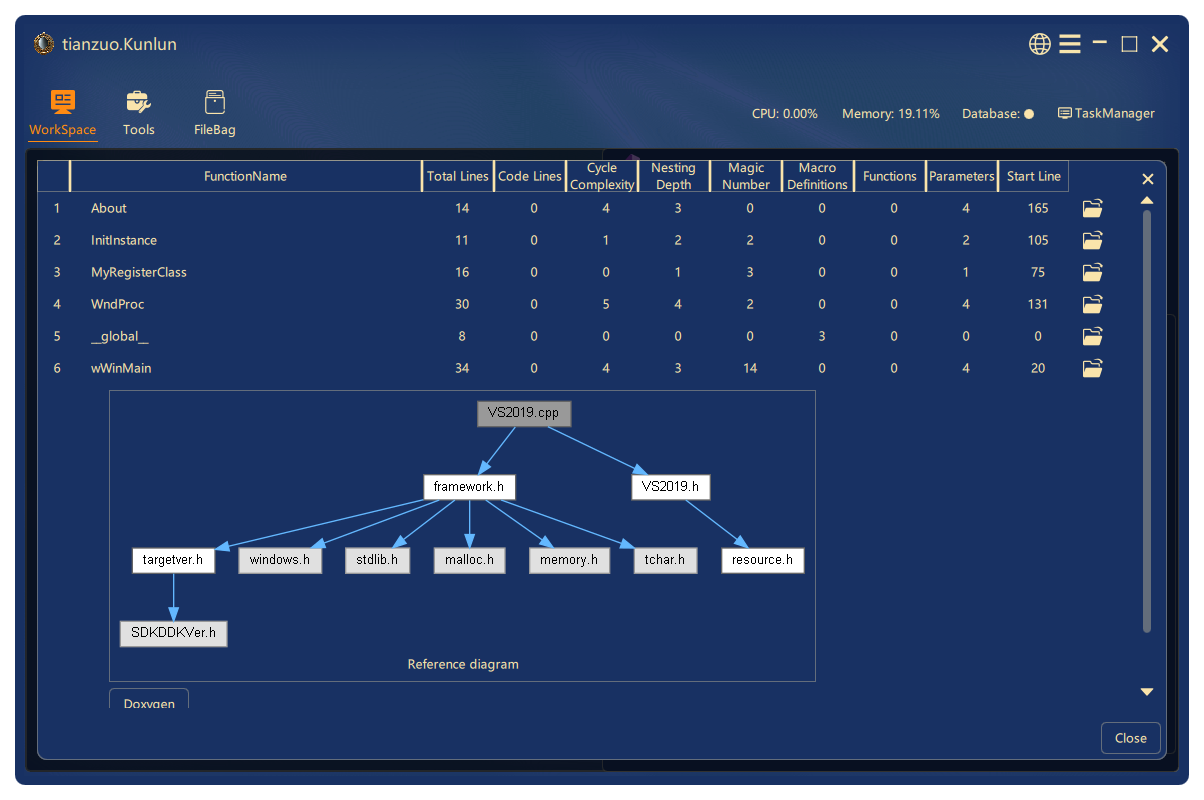 tianzuo.Kunlun
WorkSpace Tools FileBag
CPU: 0.00% Memory: 19.11% Database: TaskManager
FunctionName Total Lines Code Lines Cycle Complexity Nesting Depth Magic Number Macro Definitions Functions Parameters Start Line
1 About 14 0 4 3 0 0 0 4 165
2 InitInstance 11 0 1 2 2 0 0 2 105
3 MyRegisterClass 16 0 0 1 3 0 0 1 75
4 WndProc 30 0 5 4 2 0 0 4 131
5 __global__ 8 0 0 0 0 3 0 0 0
6 wWinMain 34 0 4 3 14 0 0 4 20
VS2019.cpp
framework.h VS2019.h
targetver.h windows.h stdlib.h malloc.h memory.h tchar.h resource.h
SDKDDKVer.h
Reference diagram
Doxygen
Close